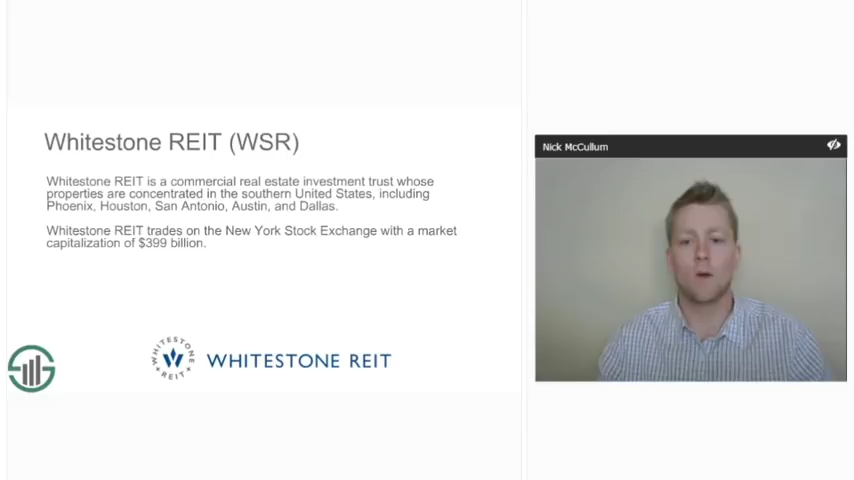 Whitestone REIT (WSR)
Whitestone REIT is a commercial real estate investment trust whose
properties are concentrated in the southern United States, including
Phoenix, Houston, San Antonio, Austin, and Dallas.
Whitestone REIT trades on the New York Stock Exchange with a market
capitalization of $399 billion.
WHITESTONE
REIT
WHITESTONE REIT
Nick McCullum